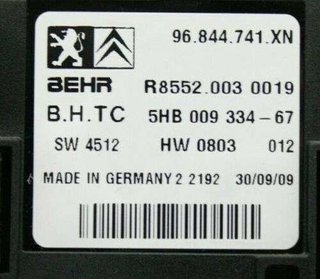 96.844.741.XN
BEHR R8552.003 0019
B.H.TC 5HB 009 334-67
SW 4512 HW 0803 012
MADE IN GERMANY 2 2192 30/09/09